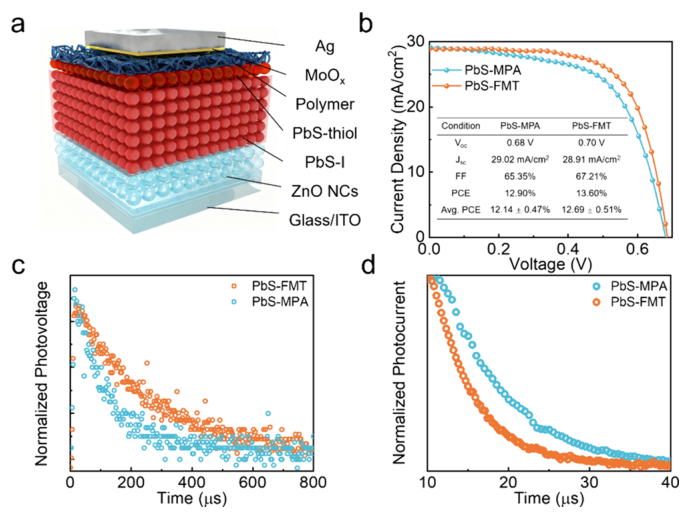 a
Ag
MoOx
Polymer
PbS-thiol
PbS-I
ZnO NCs
Glass/ITO
b
Current Density (mA/cm²)
30
20
10
0
PbS-MPA
PbS-FMT
Condition PbS-MPA PbS-FMT
Voc 0.68 V 0.70 V
Jsc 29.02 mA/cm² 28.91 mA/cm²
FF 65.35% 67.21%
PCE 12.90% 13.60%
Avg. PCE 12.14 ± 0.47% 12.69 ± 0.51%
0.0 0.2 0.4 0.6
Voltage (V)
c
Normalized Photovoltage
PbS-FMT
PbS-MPA
0 200 400 600 800
Time (μs)
d
Normalized Photocurrent
PbS-MPA
PbS-FMT
10 20 30 40
Time (μs)